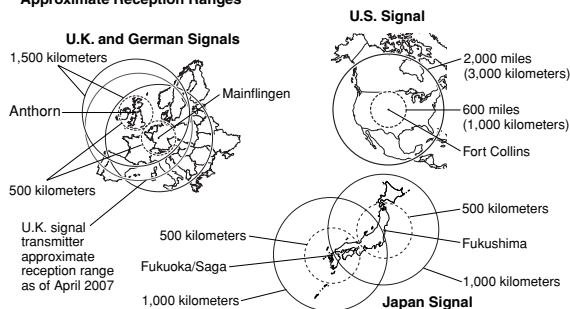 Approximate Reception Ranges
U.K. and German Signals
1,500 kilometers
Anthorn
Mainflingen
500 kilometers
U.K. signal
transmitter
approximate
reception range
as of April 2007
U.S. Signal
2,000 miles
(3,000 kilometers)
600 miles
(1,000 kilometers)
Fort Collins
500 kilometers
500 kilometers
Fukushima
Fukuoka/Saga
1,000 kilometers
1,000 kilometers
Japan Signal